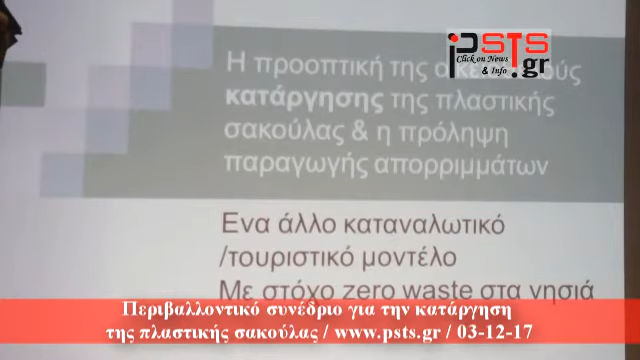 psts
Click on News
& Info
.gr
Η προοπτική της
κατάργησης της πλαστικής
σακούλας & η πρόληψη
παραγωγής απορριμμάτων
Ενα άλλο καταναλωτικό
/τουριστικό μοντέλο
Με στόχο zero waste στα νησιά
Περιβαλλοντικό συνέδριο για την κατάργηση
της πλαστικής σακούλας / www.psts.gr / 03-12-17